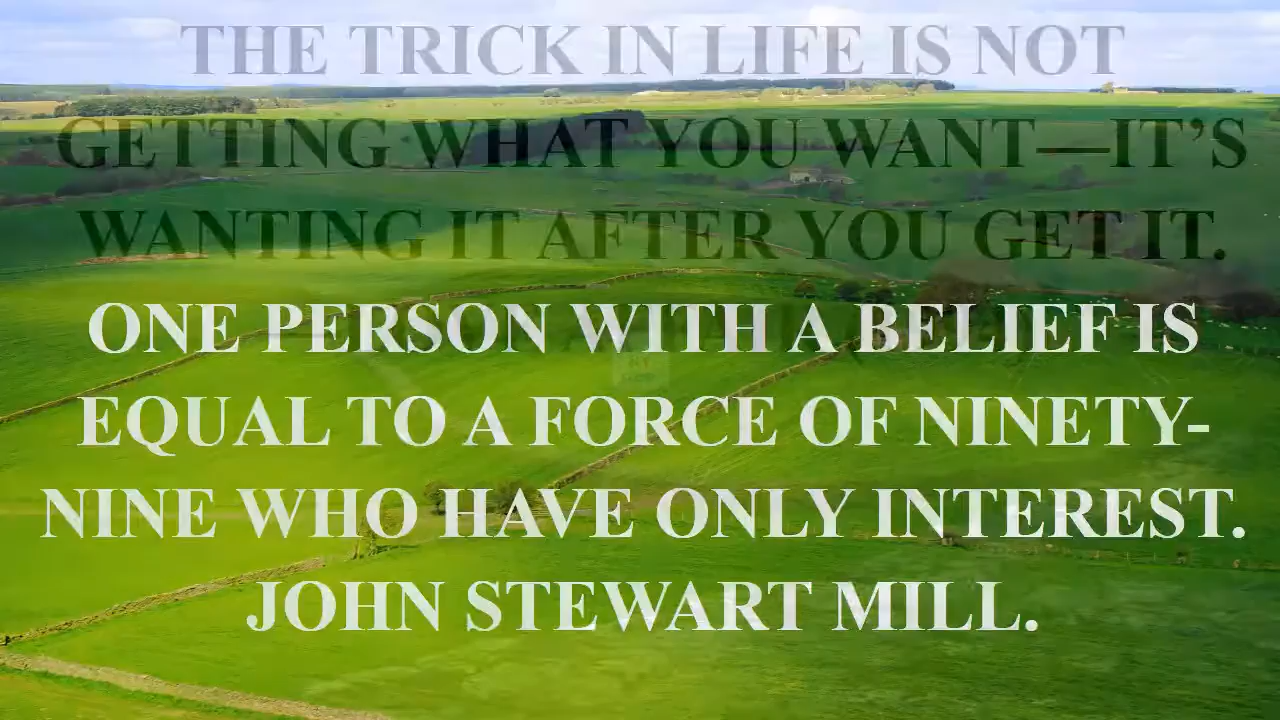 THE TRICK IN LIFE IS NOT
GETTING WHAT YOU WANT—IT’S
WANTING IT AFTER YOU GET IT.
ONE PERSON WITH A BELIEF IS
EQUAL TO A FORCE OF NINETY-
NINE WHO HAVE ONLY INTEREST.
JOHN STEWART MILL.